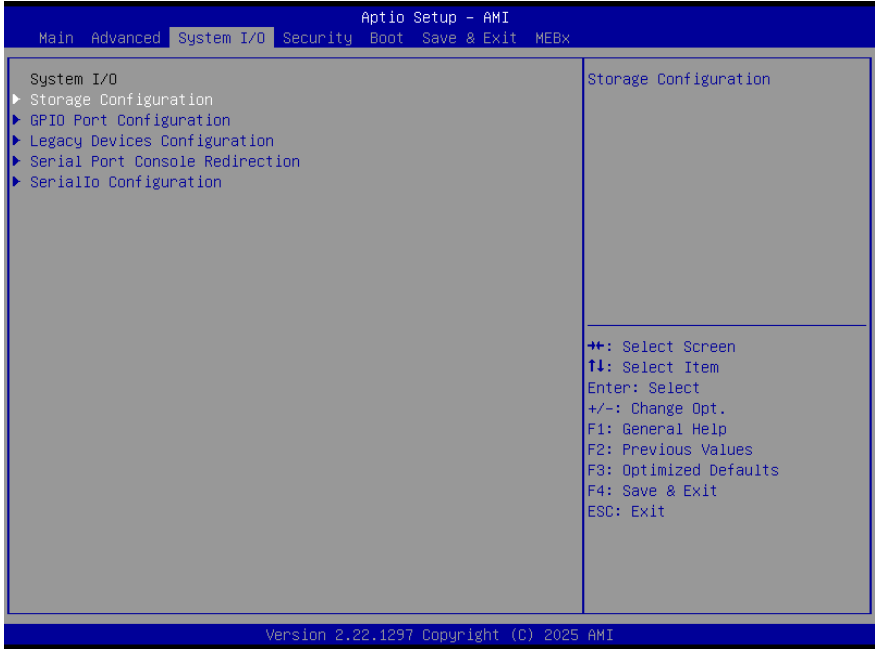 Aptio Setup – AMI
Main Advanced System I/O Security Boot Save & Exit MEBx
System I/O
Storage Configuration
GPIO Port Configuration
Legacy Devices Configuration
Serial Port Console Redirection
SerialIo Configuration
Storage Configuration
→←: Select Screen
↑↓: Select Item
Enter: Select
+/-: Change Opt.
F1: General Help
F2: Previous Values
F3: Optimized Defaults
F4: Save & Exit
ESC: Exit
Version 2.22.1297 Copyright (C) 2025 AMI